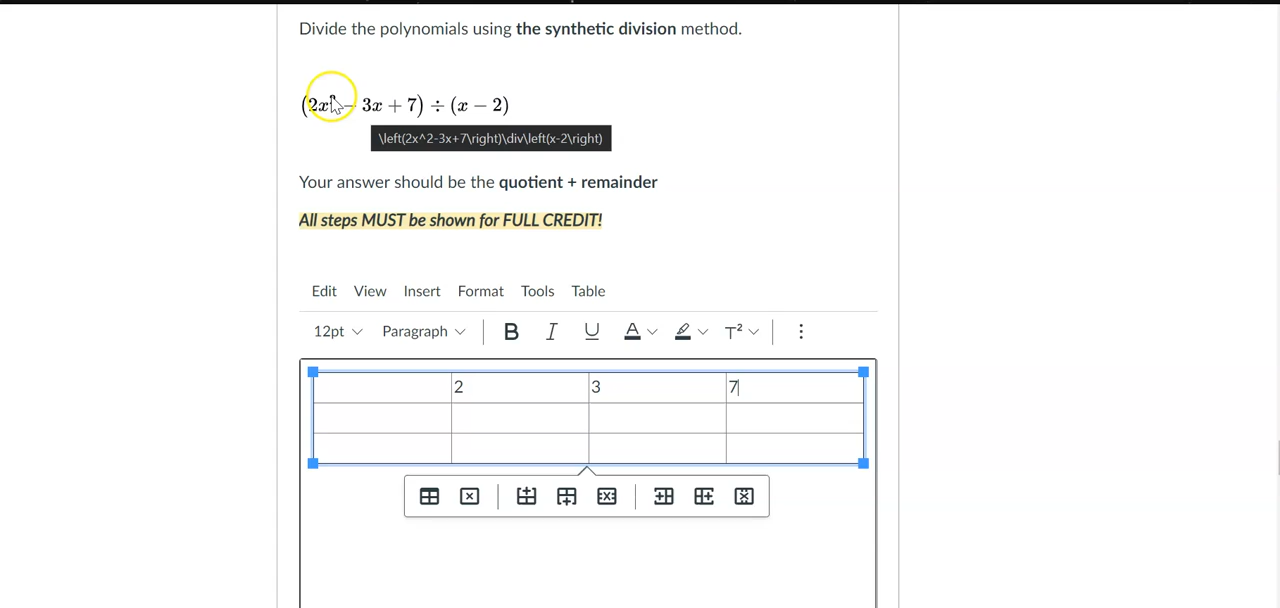 Divide the polynomials using the synthetic division method.
(2x² − 3x + 7) ÷ (x − 2)
\left(2x^2-3x+7\right)\div\left(x-2\right)
Your answer should be the quotient + remainder
All steps MUST be shown for FULL CREDIT!
Edit View Insert Format Tools Table
12pt Paragraph B I U A T²
2 3 7